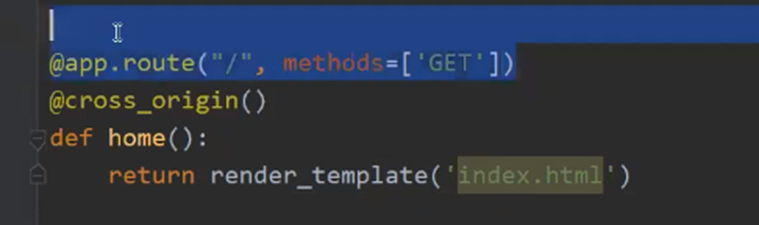 @app.route("/", methods=['GET'])
@cross_origin()
def home():
    return render_template('index.html')